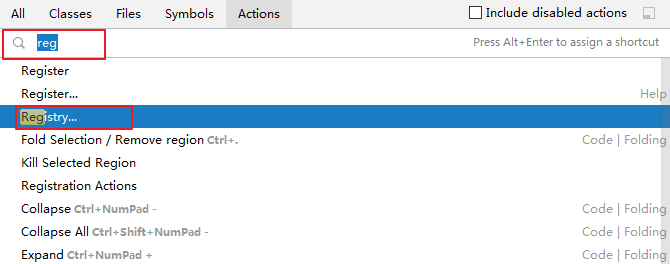 All Classes Files Symbols Actions Include disabled actions
reg Press Alt+Enter to assign a shortcut
Register
Register... Help
Registry...
Fold Selection / Remove region Ctrl+. Code | Folding
Kill Selected Region
Registration Actions
Collapse Ctrl+NumPad - Code | Folding
Collapse All Ctrl+Shift+NumPad - Code | Folding
Expand Ctrl+NumPad + Code | Folding